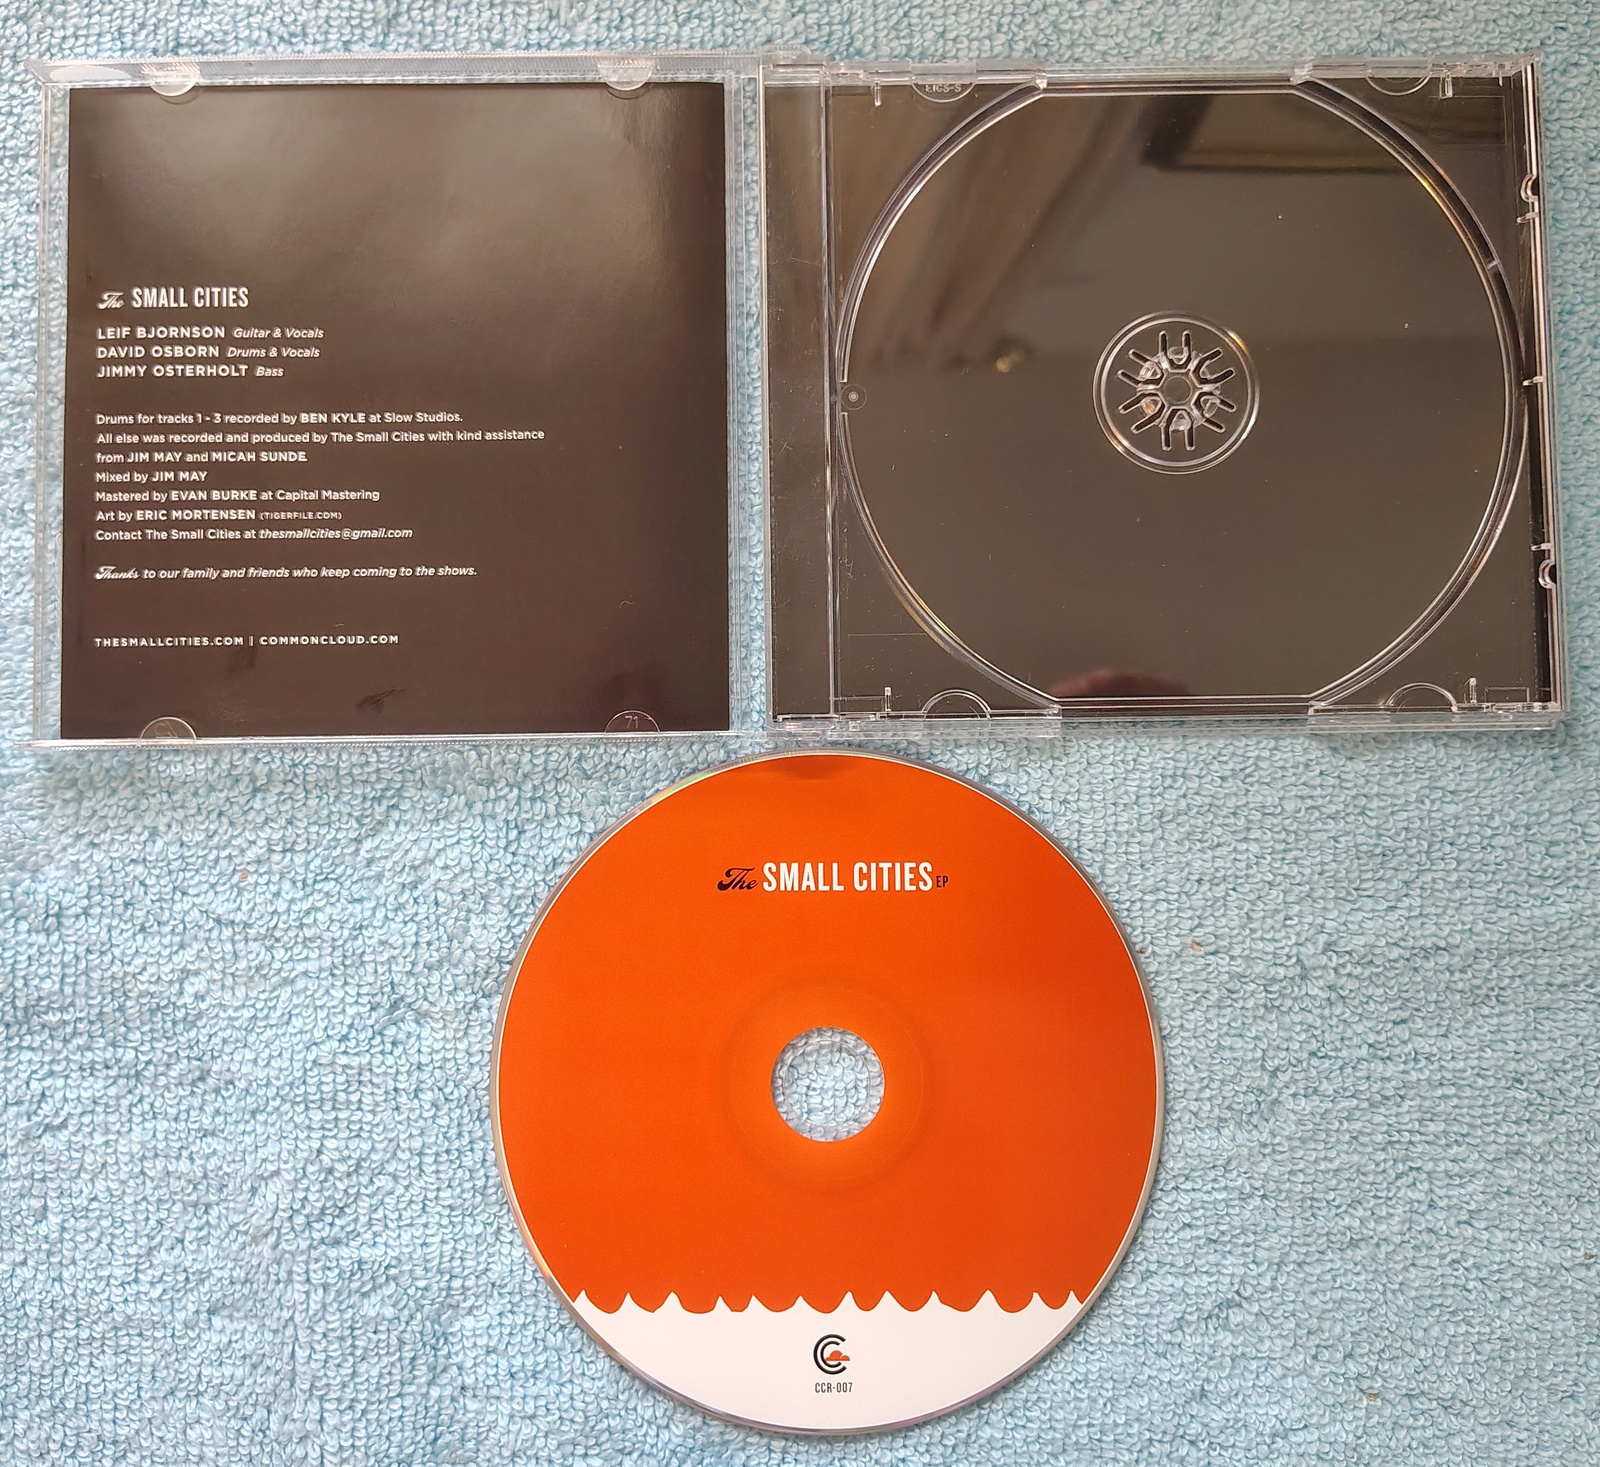 The SMALL CITIES
LEIF BJORNSON Guitar & Vocals
DAVID OSBORN Drums & Vocals
JIMMY OSTERHOLT Bass
Drums for tracks 1 - 3 recorded by BEN KYLE at Slow Studios.
All else was recorded and produced by The Small Cities with kind assistance
from JIM MAY and MICAH SUNDE
Mixed by JIM MAY
Mastered by EVAN BURKE at Capital Mastering
Art by ERIC MORTENSEN (TIGERFILE.COM)
Contact The Small Cities at thesmallcities@gmail.com
Thanks to our family and friends who keep coming to the shows.
THESMALLCITIES.COM | COMMONCLOUD.COM
71
The SMALL CITIES EP
CCR-007